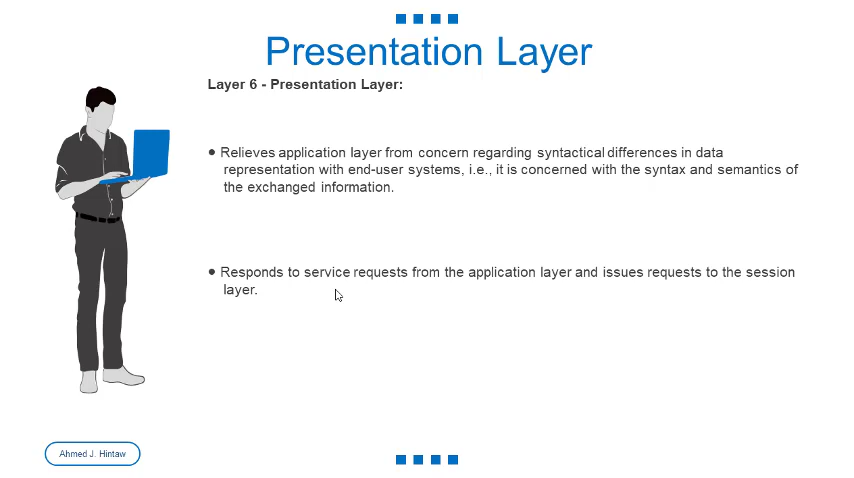 Presentation Layer
Layer 6 - Presentation Layer:
● Relieves application layer from concern regarding syntactical differences in data
representation with end-user systems, i.e., it is concerned with the syntax and semantics of
the exchanged information.
● Responds to service requests from the application layer and issues requests to the session
layer.
Ahmed J. Hintaw